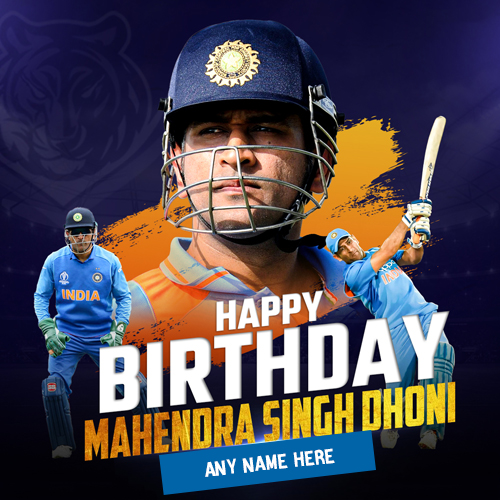 INDIA
HAPPY
BIRTHDAY
MAHENDRA SINGH DHONI
ANY NAME HERE